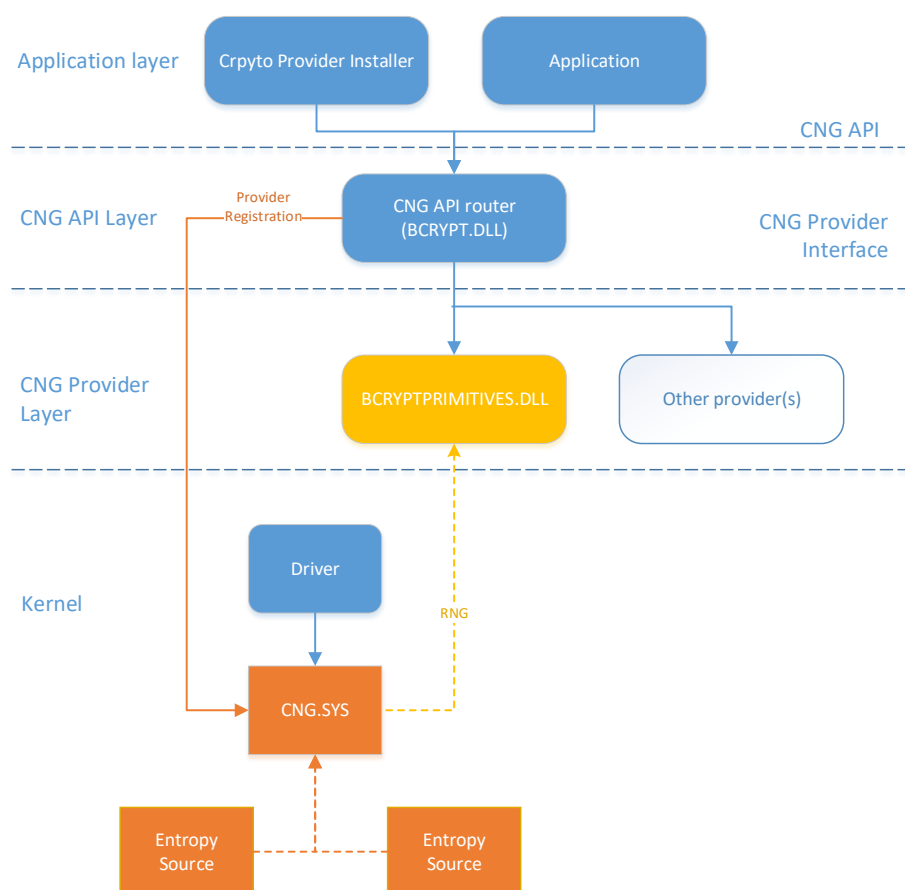 Application layer
Crpyto Provider Installer
Application
CNG API
CNG API Layer
Provider
Registration
CNG API router
(BCRYPT.DLL)
CNG Provider
Interface
CNG Provider
Layer
BCRYPTPRIMITIVES.DLL
Other provider(s)
Kernel
Driver
RNG
CNG.SYS
Entropy
Source
Entropy
Source